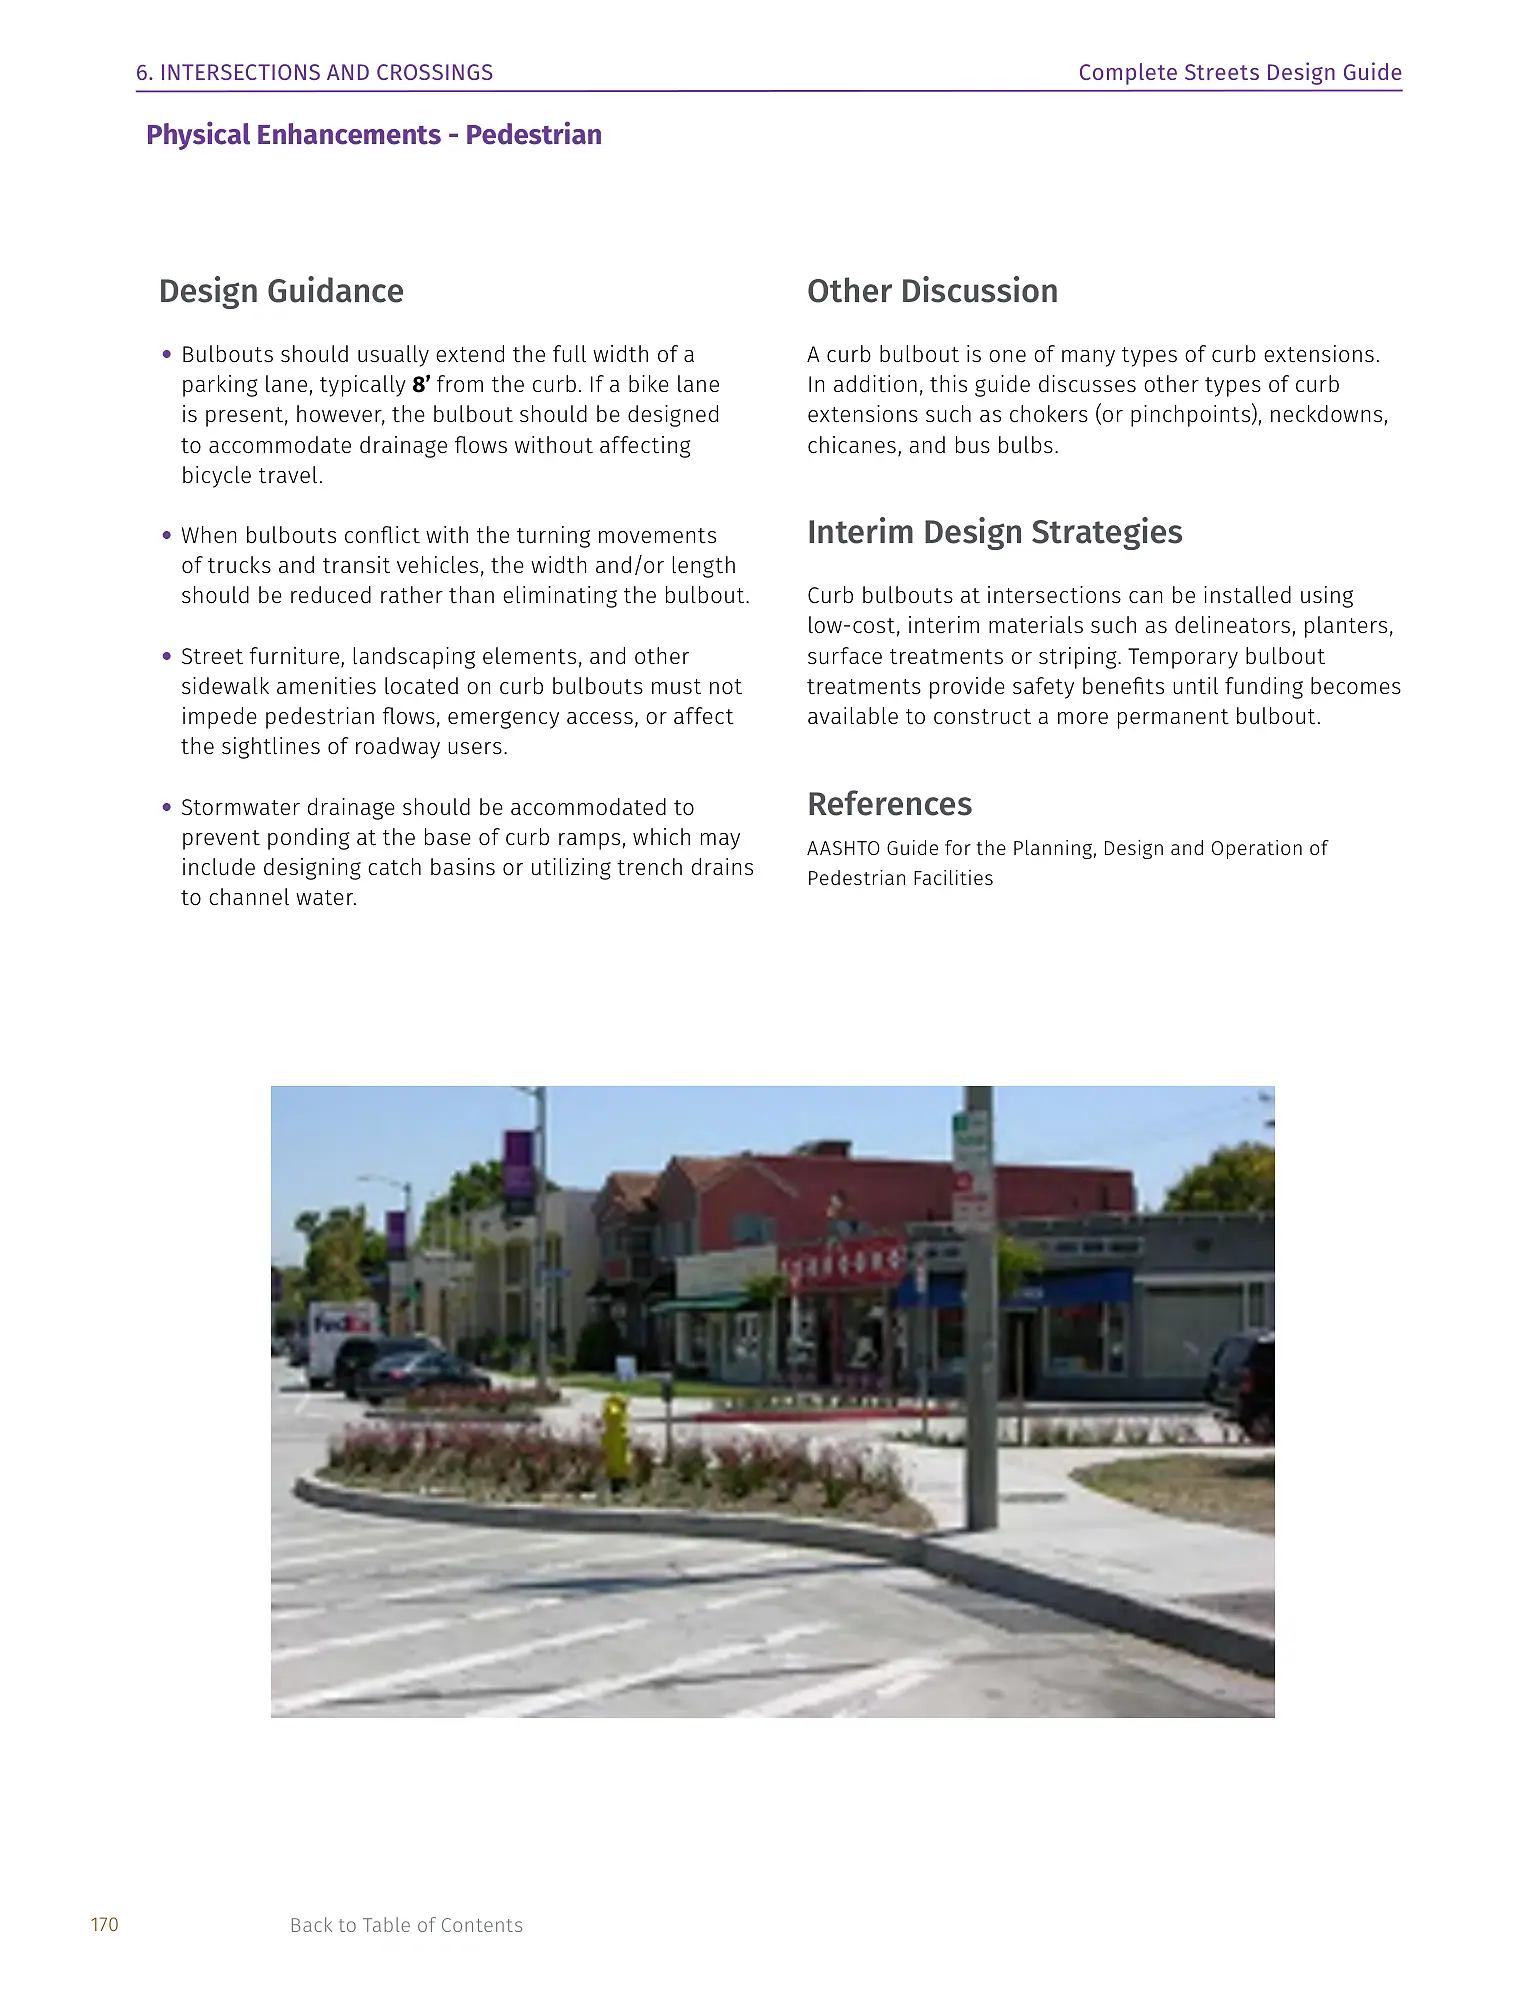 6. INTERSECTIONS AND CROSSINGS
Complete Streets Design Guide
Physical Enhancements - Pedestrian
Design Guidance
• Bulbouts should usually extend the full width of a
parking lane, typically 8’ from the curb. If a bike lane
is present, however, the bulbout should be designed
to accommodate drainage flows without affecting
bicycle travel.
• When bulbouts conflict with the turning movements
of trucks and transit vehicles, the width and/or length
should be reduced rather than eliminating the bulbout.
• Street furniture, landscaping elements, and other
sidewalk amenities located on curb bulbouts must not
impede pedestrian flows, emergency access, or affect
the sightlines of roadway users.
• Stormwater drainage should be accommodated to
prevent ponding at the base of curb ramps, which may
include designing catch basins or utilizing trench drains
to channel water.
Other Discussion
A curb bulbout is one of many types of curb extensions.
In addition, this guide discusses other types of curb
extensions such as chokers (or pinchpoints), neckdowns,
chicanes, and bus bulbs.
Interim Design Strategies
Curb bulbouts at intersections can be installed using
low-cost, interim materials such as delineators, planters,
surface treatments or striping. Temporary bulbout
treatments provide safety benefits until funding becomes
available to construct a more permanent bulbout.
References
AASHTO Guide for the Planning, Design and Operation of
Pedestrian Facilities
FedEx
170
Back to Table of Contents